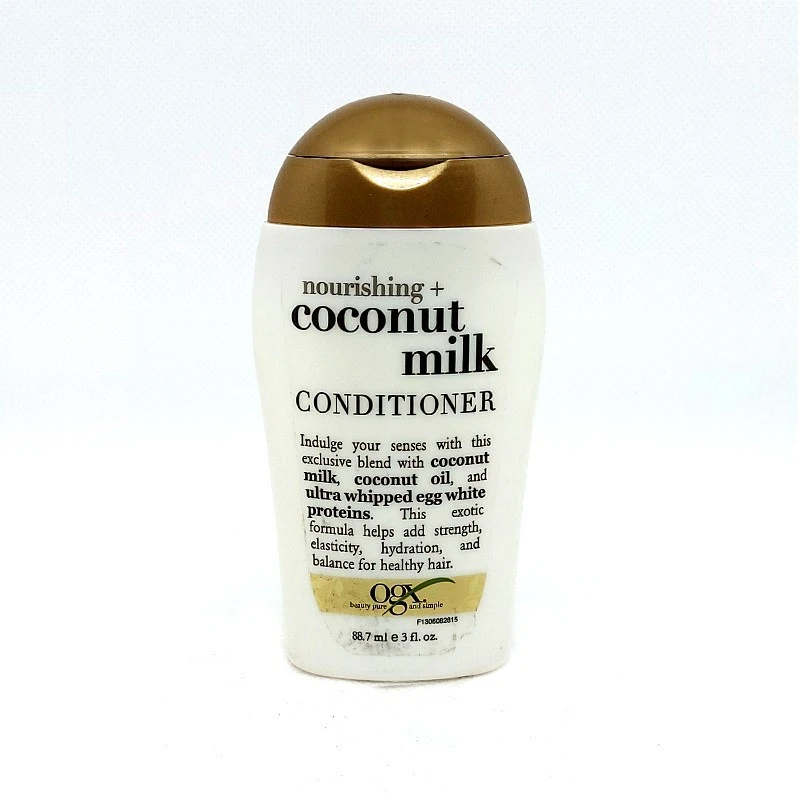 nourishing +
coconut
milk
CONDITIONER
Indulge your senses with this
exclusive blend with coconut
milk, coconut oil, and
ultra whipped egg white
proteins. This exotic
formula helps add strength,
elasticity, hydration, and
balance for healthy hair.
ogx.
beauty pure and simple
F1306082815
88.7 ml e 3 fl. oz.